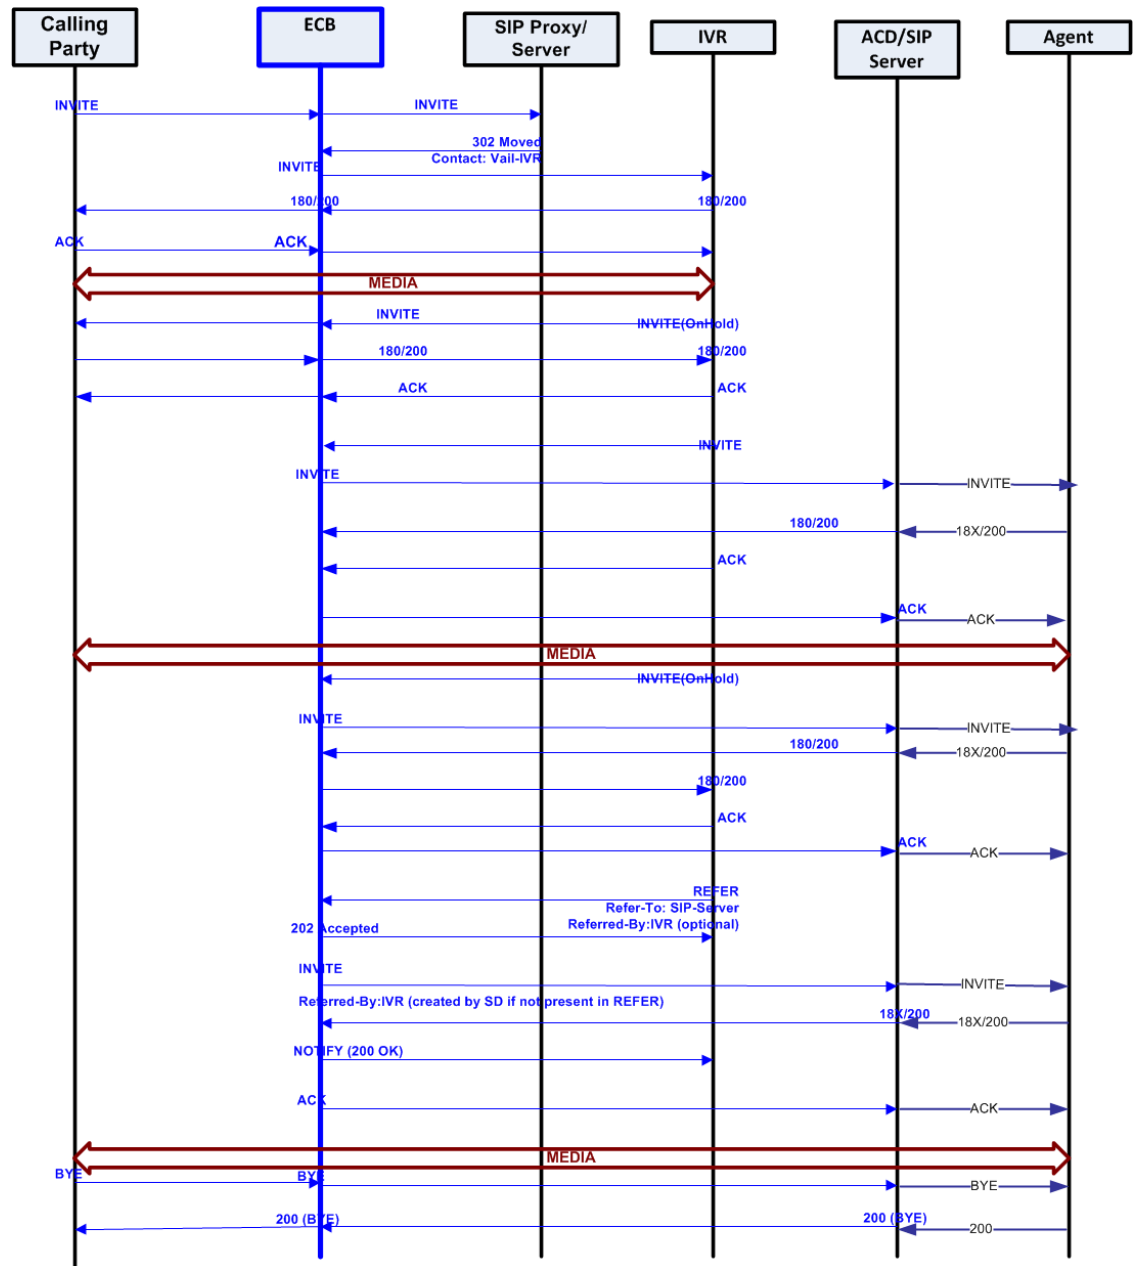 Calling
Party
ECB
SIP Proxy/
Server
IVR
ACD/SIP
Server
Agent
INVITE
INVITE
302 Moved
Contact: Vail-IVR
INVITE
180/200
180/200
ACK
ACK
MEDIA
INVITE
INVITE(OnHold)
180/200
180/200
ACK
ACK
INVITE
INVITE
INVITE
180/200
18X/200
ACK
ACK
ACK
MEDIA
INVITE(OnHold)
INVITE
INVITE
180/200
18X/200
180/200
ACK
ACK
ACK
REFER
Refer-To: SIP-Server
Referred-By:IVR (optional)
202 Accepted
INVITE
INVITE
Referred-By:IVR (created by SD if not present in REFER)
18X/200
18X/200
NOTIFY (200 OK)
ACK
ACK
MEDIA
BYE
BYE
BYE
200 (BYE)
200 (BYE)
200